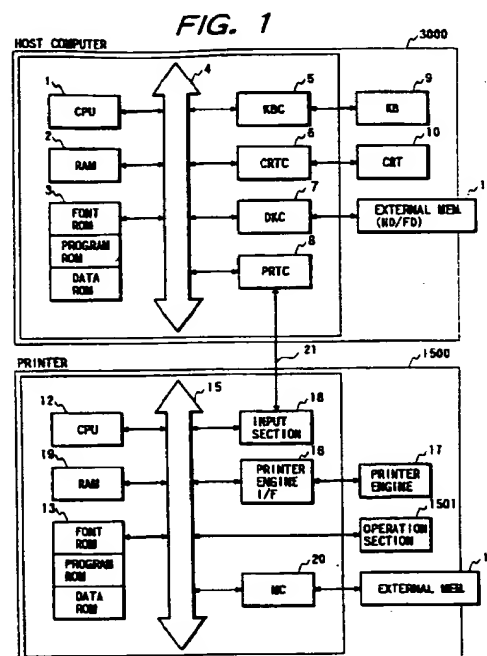 FIG. 1
HOST COMPUTER
3000
1
CPU
4
5
KBC
9
KB
2
RAM
6
CRTC
10
CRT
3
FONT ROM
PROGRAM ROM
DATA ROM
7
DKC
EXTERNAL MEM.
(HD/FD)
1
8
PRTC
21
PRINTER
1500
12
CPU
15
18
INPUT
SECTION
19
RAM
16
PRINTER
ENGINE
I/F
17
PRINTER
ENGINE
13
FONT ROM
PROGRAM ROM
DATA ROM
1501
OPERATION
SECTION
20
MC
EXTERNAL MEM.
1